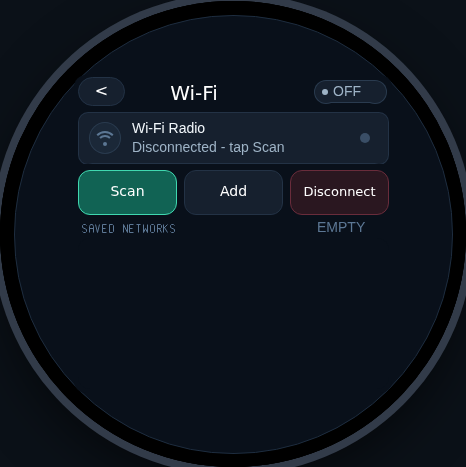 < Wi-Fi OFF
Wi-Fi Radio
Disconnected - tap Scan
Scan Add Disconnect
SAVED NETWORKS EMPTY